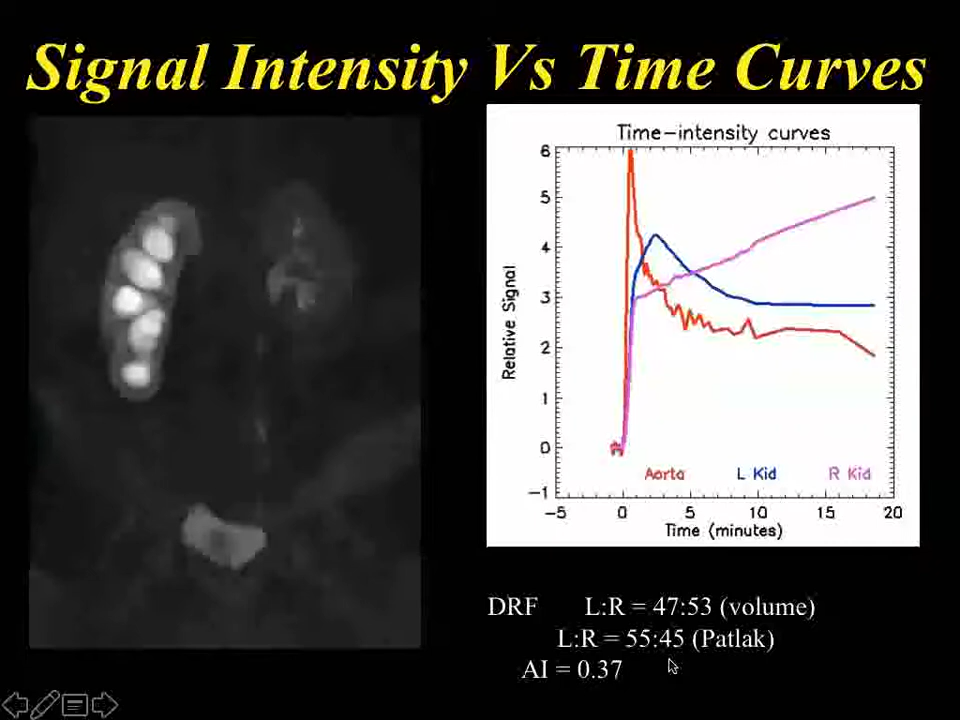 Signal Intensity Vs Time Curves
Time-intensity curves
6
5
4
3
2
1
0
-1
Relative Signal
Aorta L Kid R Kid
-5 0 5 10 15 20
Time (minutes)
DRF L:R = 47:53 (volume)
L:R = 55:45 (Patlak)
AI = 0.37